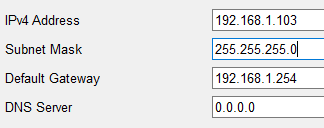 IPv4 Address 192.168.1.103
Subnet Mask 255.255.255.0
Default Gateway 192.168.1.254
DNS Server 0.0.0.0